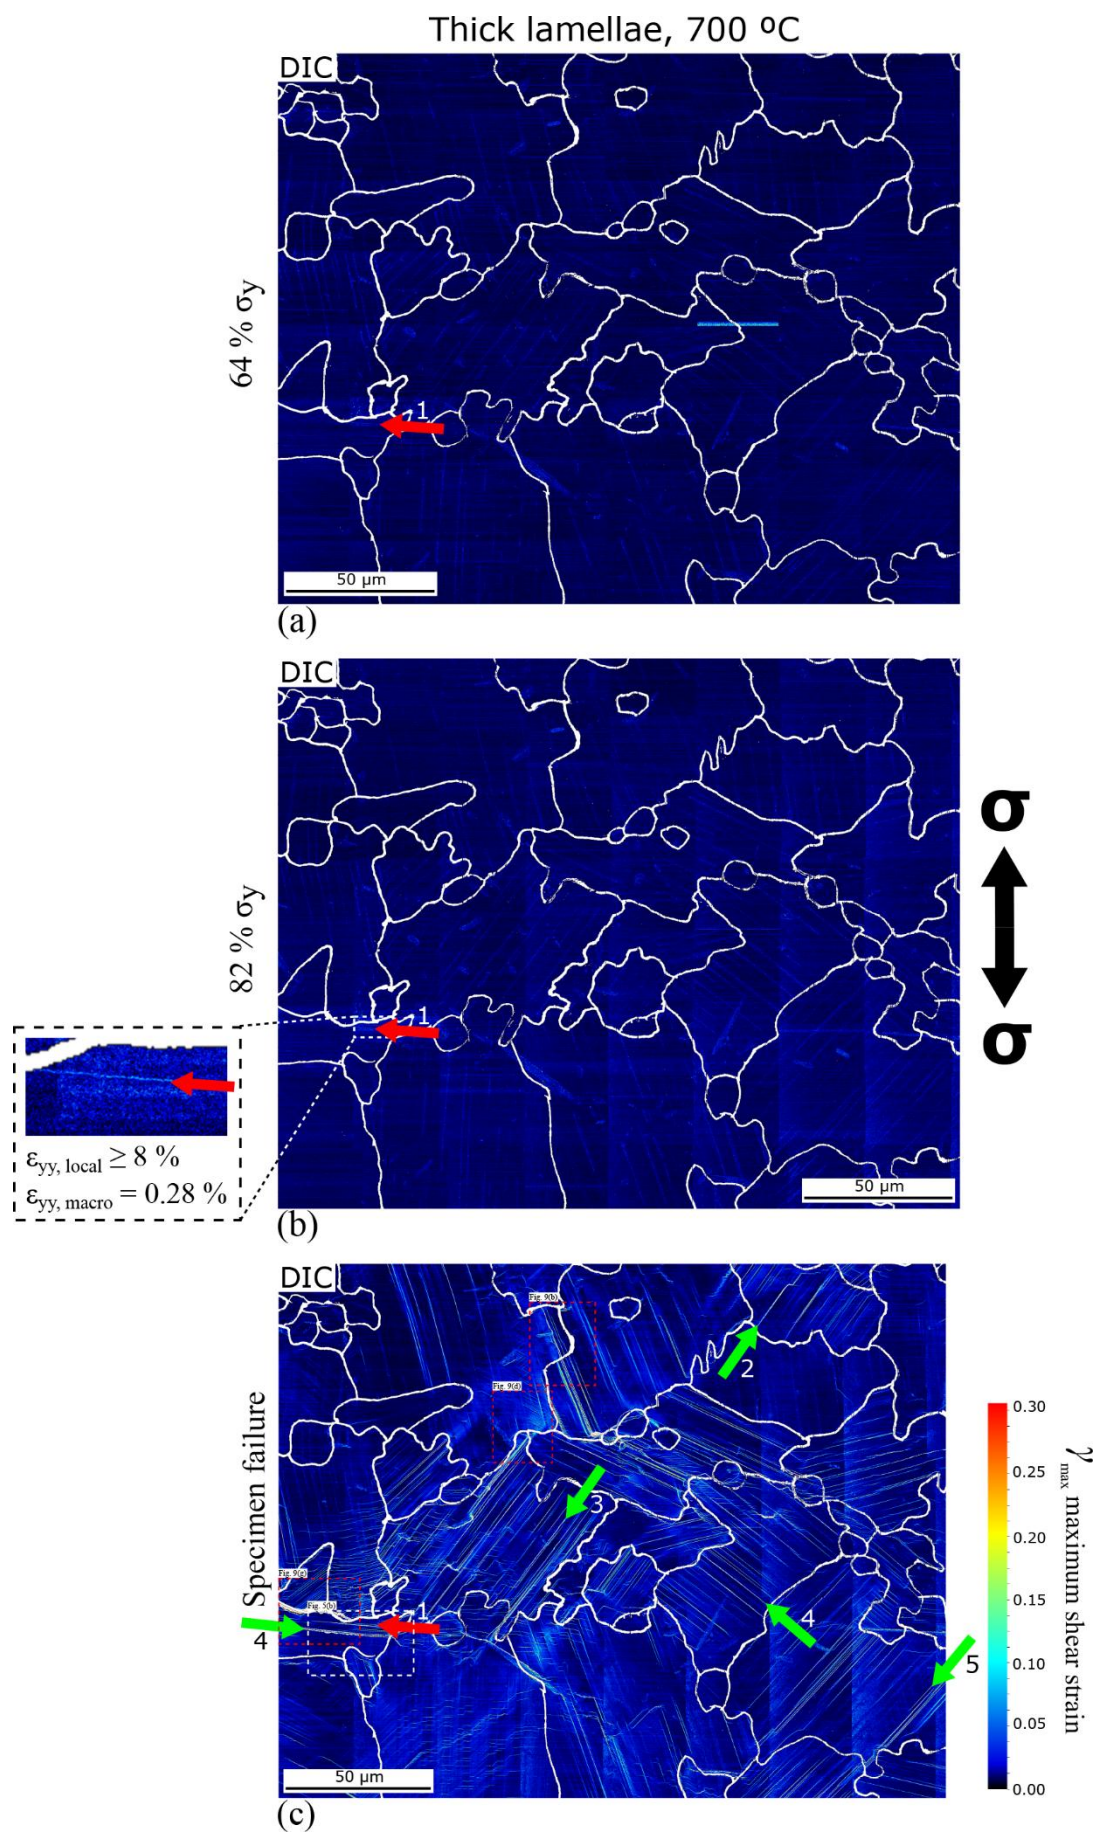 Thick lamellae, 700 ºC
DIC
64 % σy
1
50 µm
(a)
DIC
82 % σy
1
σ
σ
εyy, local ≥ 8 %
εyy, macro = 0.28 %
50 µm
(b)
DIC
Specimen failure
Fig. 9(b)
2
Fig. 9(d)
3
Fig. 9(g)
Fig. 5(b)
1
4
4
5
50 µm
(c)
0.30
0.25
0.20
0.15
0.10
0.05
0.00
γmax maximum shear strain